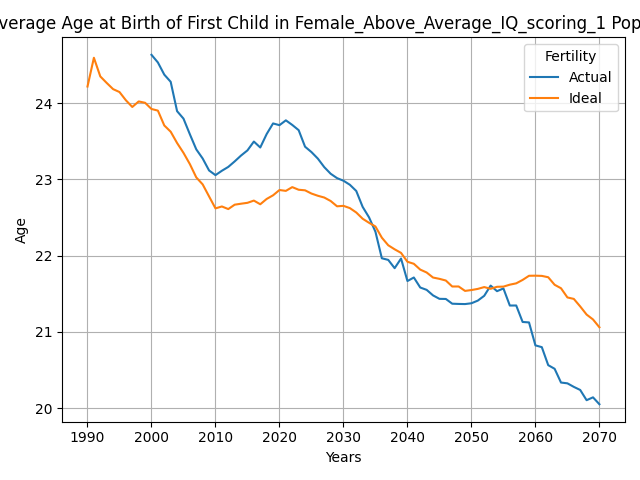 verage Age at Birth of First Child in Female_Above_Average_IQ_scoring_1 Pop
Fertility
Actual
Ideal
24
23
22
21
20
Age
1990 2000 2010 2020 2030 2040 2050 2060 2070
Years